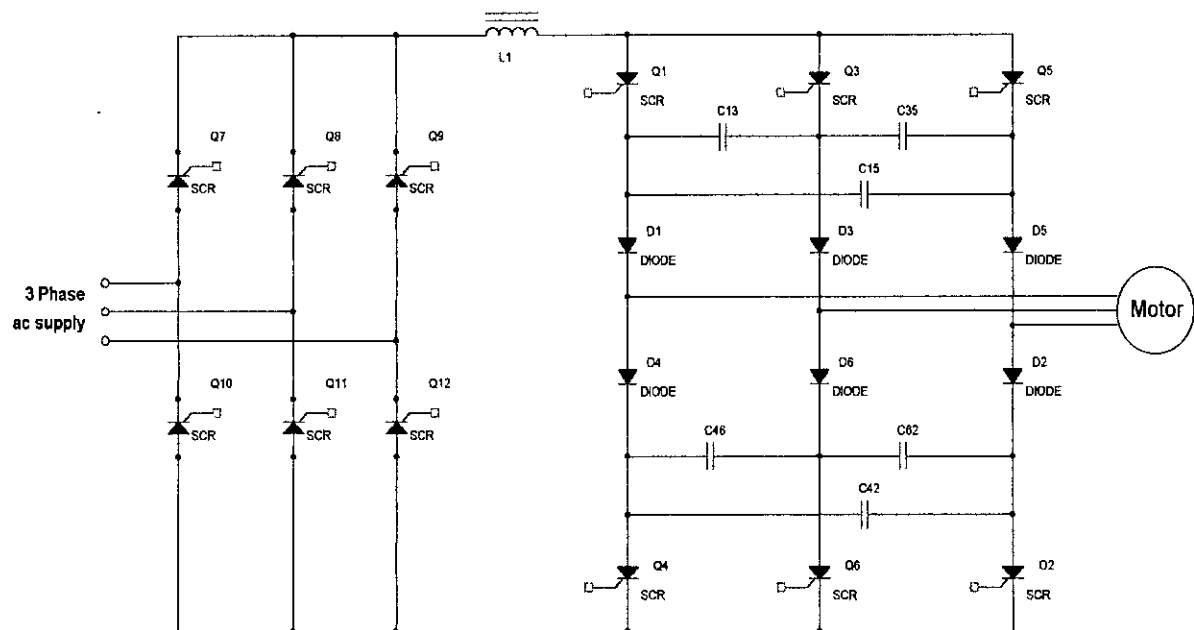 L1
Q1
SCR
Q3
SCR
Q5
SCR
C13
C35
Q7
SCR
Q8
SCR
Q9
SCR
C15
D1
DIODE
D3
DIODE
D5
DIODE
3 Phase
ac supply
Motor
D4
DIODE
D6
DIODE
D2
DIODE
Q10
SCR
Q11
SCR
Q12
SCR
C46
C62
C42
Q4
SCR
Q6
SCR
Q2
SCR